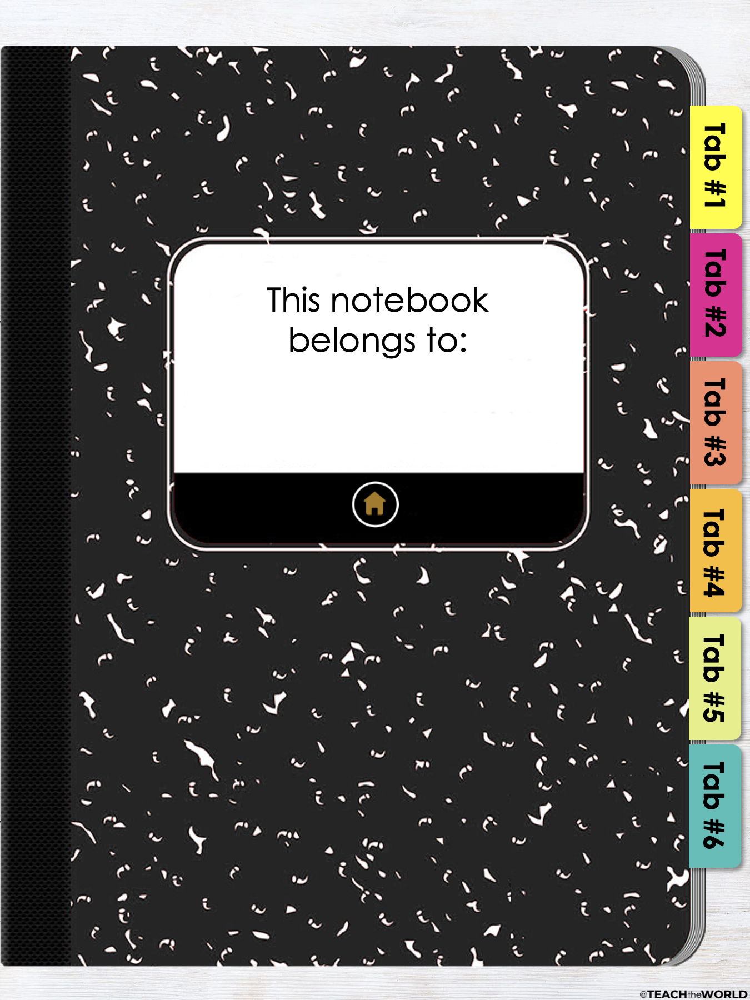 This notebook
belongs to:
Tab #1
Tab #2
Tab #3
Tab #4
Tab #5
Tab #6
@TEACHtheWORLD